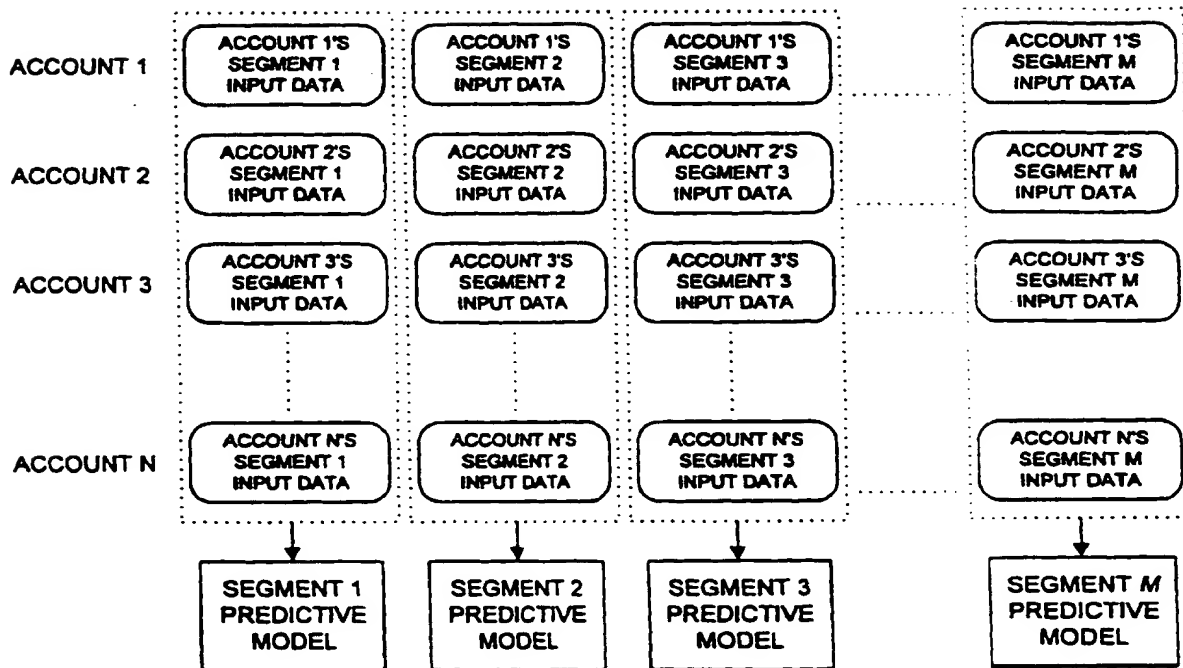 ACCOUNT 1
ACCOUNT 1'S
SEGMENT 1
INPUT DATA
ACCOUNT 1'S
SEGMENT 2
INPUT DATA
ACCOUNT 1'S
SEGMENT 3
INPUT DATA
ACCOUNT 1'S
SEGMENT M
INPUT DATA
ACCOUNT 2
ACCOUNT 2'S
SEGMENT 1
INPUT DATA
ACCOUNT 2'S
SEGMENT 2
INPUT DATA
ACCOUNT 2'S
SEGMENT 3
INPUT DATA
ACCOUNT 2'S
SEGMENT M
INPUT DATA
ACCOUNT 3
ACCOUNT 3'S
SEGMENT 1
INPUT DATA
ACCOUNT 3'S
SEGMENT 2
INPUT DATA
ACCOUNT 3'S
SEGMENT 3
INPUT DATA
ACCOUNT 3'S
SEGMENT M
INPUT DATA
ACCOUNT N
ACCOUNT N'S
SEGMENT 1
INPUT DATA
ACCOUNT N'S
SEGMENT 2
INPUT DATA
ACCOUNT N'S
SEGMENT 3
INPUT DATA
ACCOUNT N'S
SEGMENT M
INPUT DATA
SEGMENT 1
PREDICTIVE
MODEL
SEGMENT 2
PREDICTIVE
MODEL
SEGMENT 3
PREDICTIVE
MODEL
SEGMENT M
PREDICTIVE
MODEL